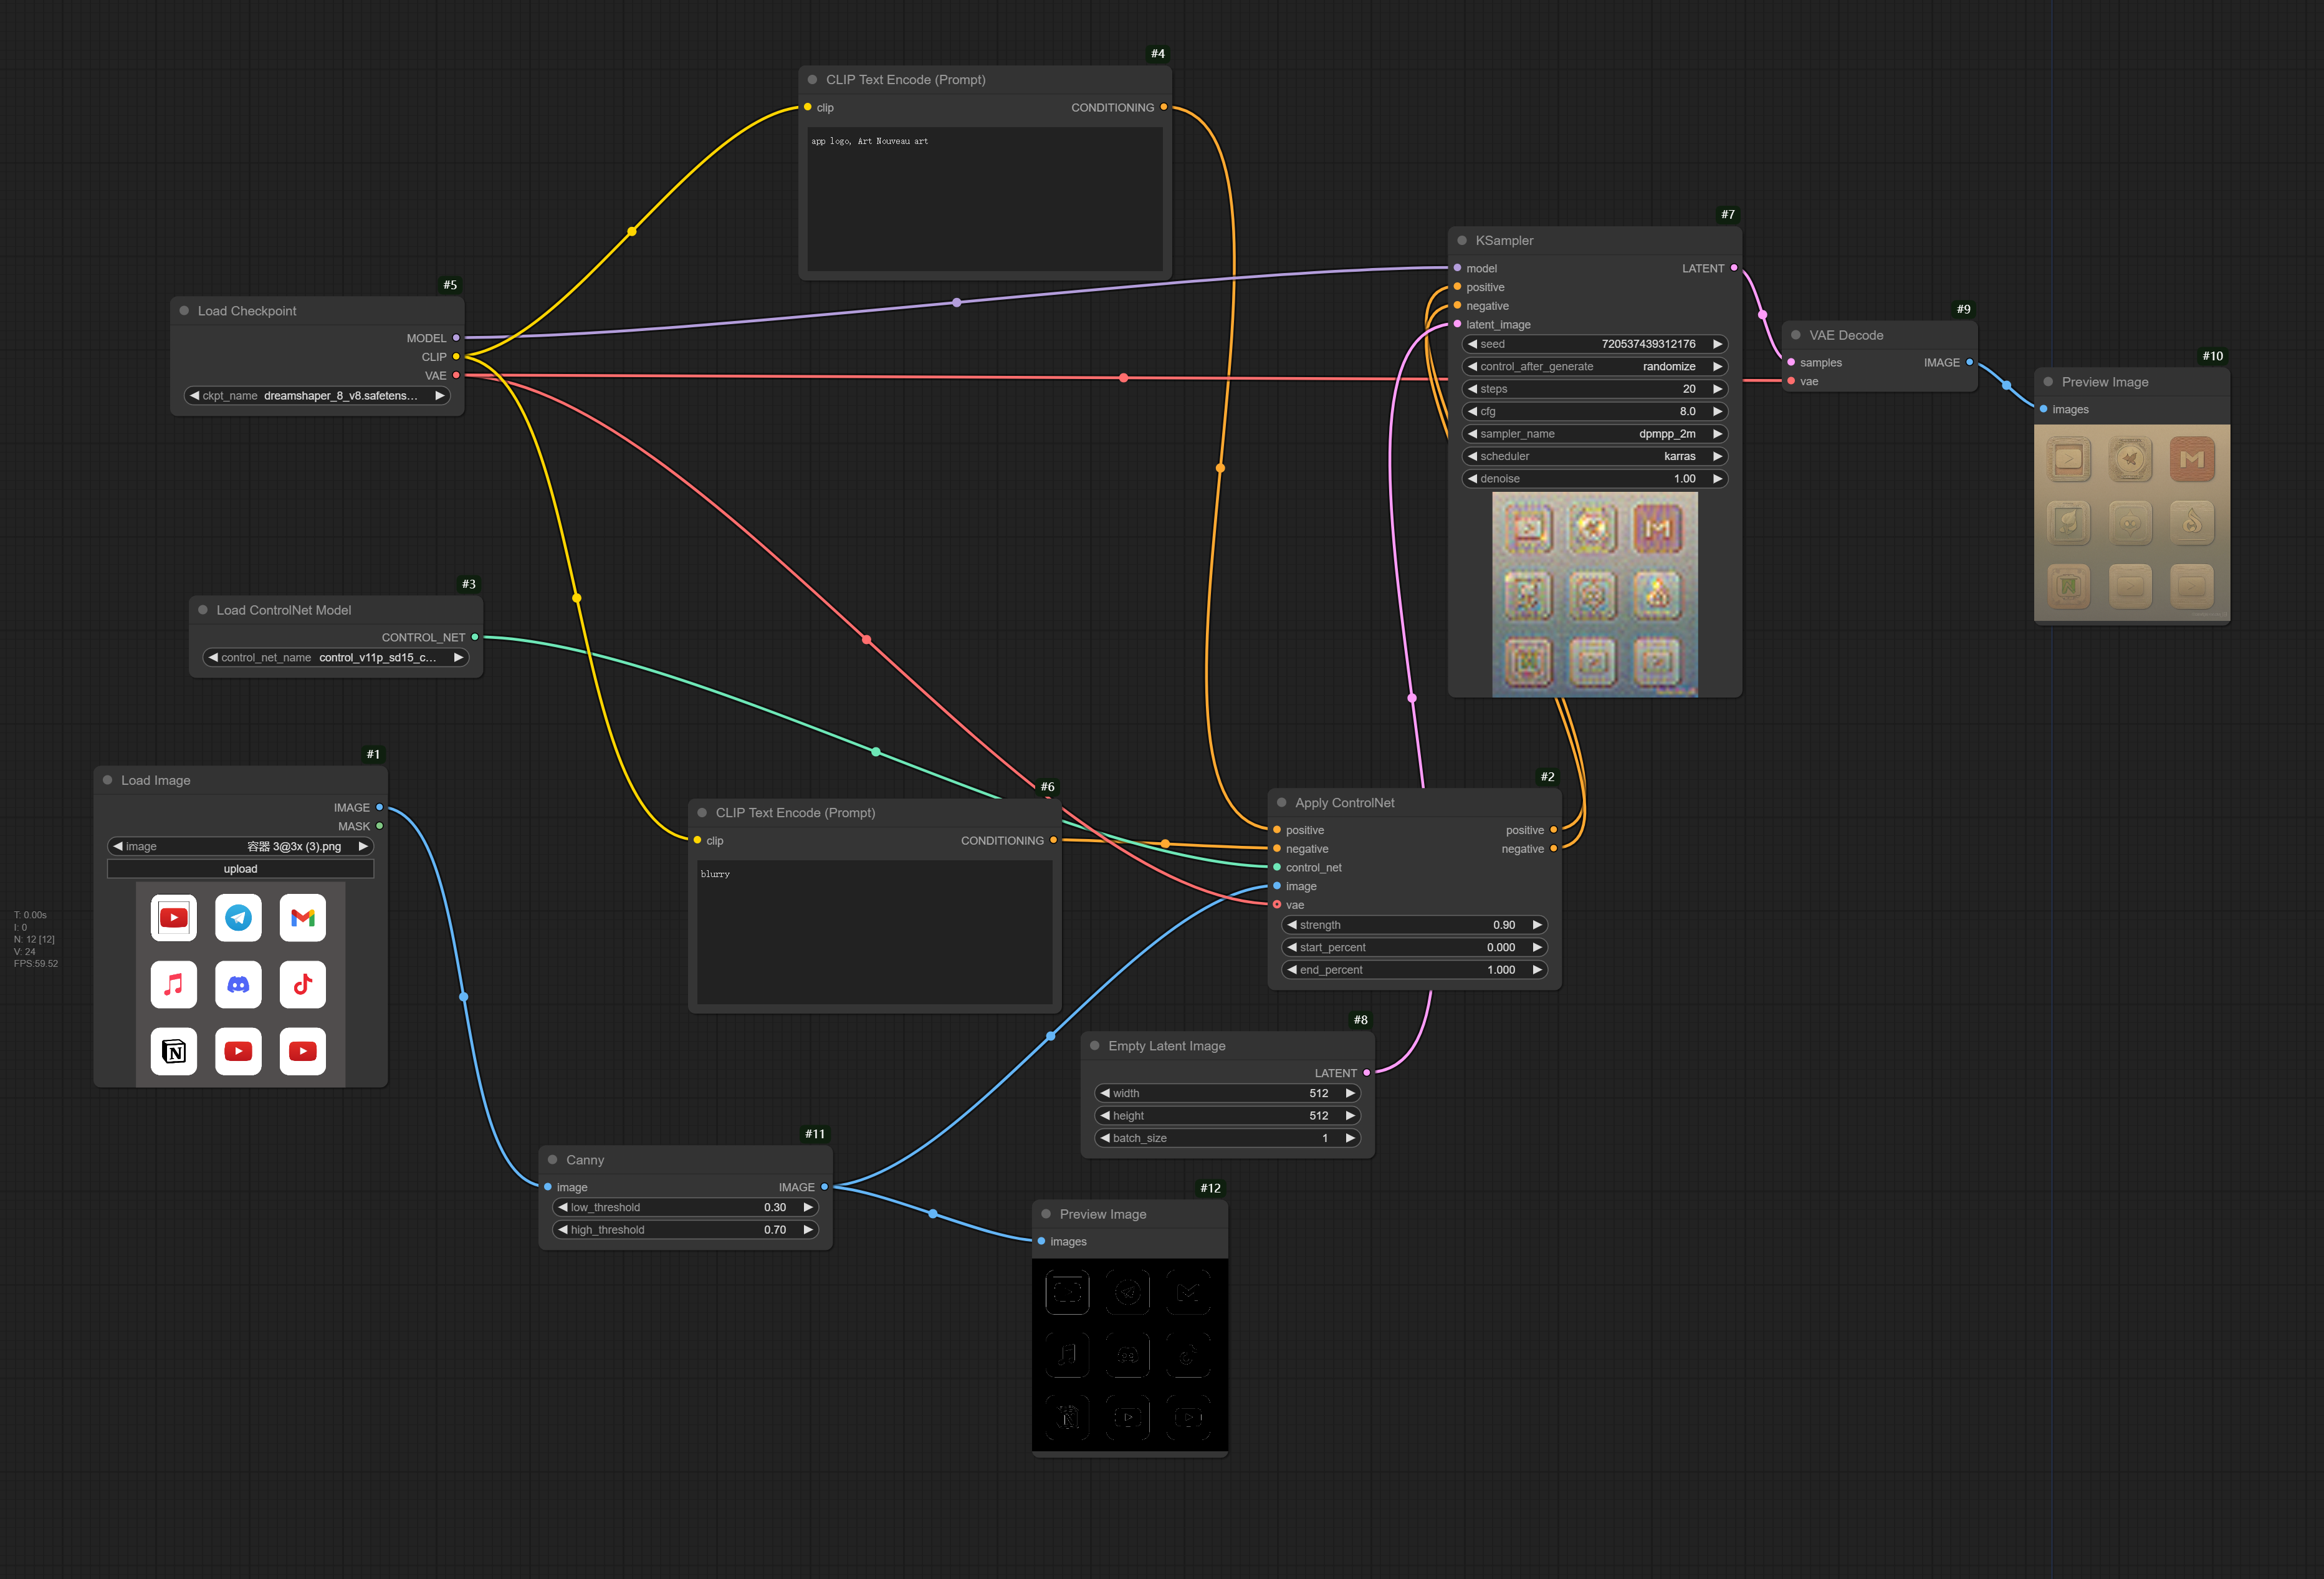 #4
CLIP Text Encode (Prompt)
clip
CONDITIONING
app logo, Art Nouveau art
#5
Load Checkpoint
MODEL
CLIP
VAE
ckpt_name dreamshaper_8_v8.safetens...
#7
KSampler
model
LATENT
positive
negative
latent_image
seed 720537439312176
control_after_generate randomize
steps 20
cfg 8.0
sampler_name dpmpp_2m
scheduler karras
denoise 1.00
M
#9
VAE Decode
samples
IMAGE
vae
#10
Preview Image
images
M
#3
Load ControlNet Model
CONTROL_NET
control_net_name control_v11p_sd15_c...
#1
Load Image
IMAGE
MASK
image 容器 3@3x (3).png
upload
N
T: 0.00s
I: 0
N: 12 [12]
V: 24
FPS:59.52
#6
CLIP Text Encode (Prompt)
clip
CONDITIONING
blurry
#2
Apply ControlNet
positive
positive
negative
negative
control_net
image
vae
strength 0.90
start_percent 0.000
end_percent 1.000
#8
Empty Latent Image
LATENT
width 512
height 512
batch_size 1
#11
Canny
image
IMAGE
low_threshold 0.30
high_threshold 0.70
#12
Preview Image
images
N